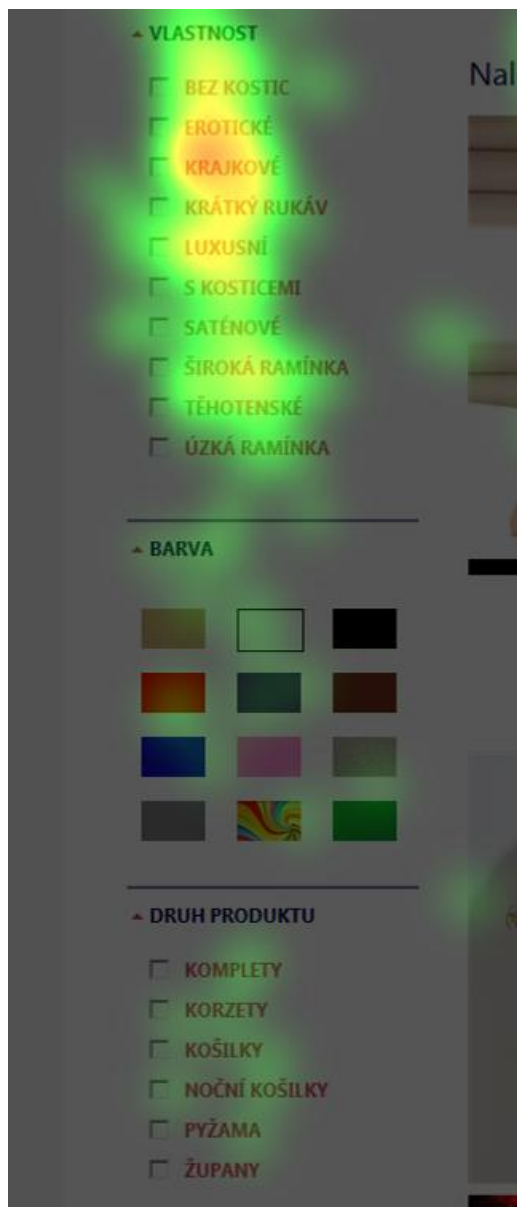 VLASTNOST
BEZ KOSTIC
EROTICKÉ
KRAJKOVÉ
KRÁTKÝ RUKÁV
LUXUSNÍ
S KOSTICEMI
SATÉNOVÉ
ŠIROKÁ RAMÍNKA
TĚHOTENSKÉ
ÚZKÁ RAMÍNKA
Nal
BARVA
DRUH PRODUKTU
KOMPLETY
KORZETY
KOŠILKY
NOČNÍ KOŠILKY
PYŽAMA
ŽUPANY